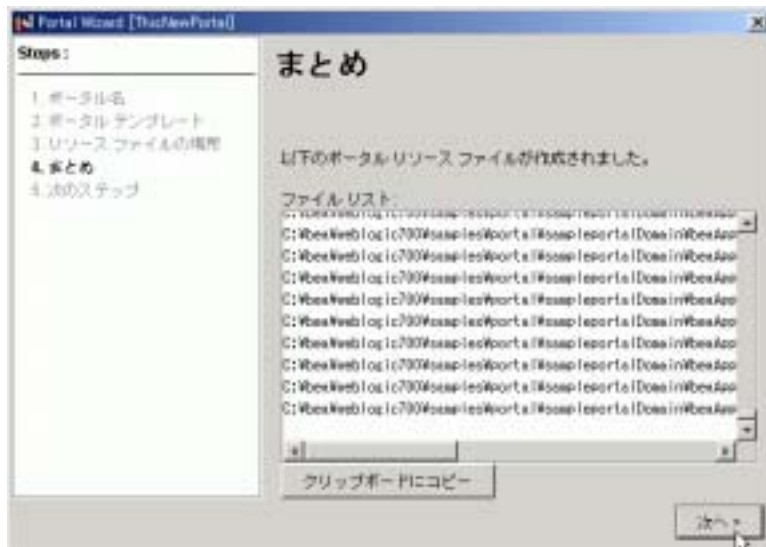 Portal Wizard [ThisNewPortal]
Steps :
1. ポータル名
2. ポータル テンプレート
3. リソース ファイルの場所
4. まとめ
5. 次のステップ
まとめ
以下のポータル リソース ファイルが作成されました。
ファイル リスト:
C:¥bea¥weblogic700¥samples¥portal¥sampleportalDomain¥beaApp
C:¥bea¥weblogic700¥samples¥portal¥sampleportalDomain¥beaApp
C:¥bea¥weblogic700¥samples¥portal¥sampleportalDomain¥beaApp
C:¥bea¥weblogic700¥samples¥portal¥sampleportalDomain¥beaApp
C:¥bea¥weblogic700¥samples¥portal¥sampleportalDomain¥beaApp
C:¥bea¥weblogic700¥samples¥portal¥sampleportalDomain¥beaApp
C:¥bea¥weblogic700¥samples¥portal¥sampleportalDomain¥beaApp
C:¥bea¥weblogic700¥samples¥portal¥sampleportalDomain¥beaApp
C:¥bea¥weblogic700¥samples¥portal¥sampleportalDomain¥beaApp
C:¥bea¥weblogic700¥samples¥portal¥sampleportalDomain¥beaApp
クリップボードにコピー
次へ >